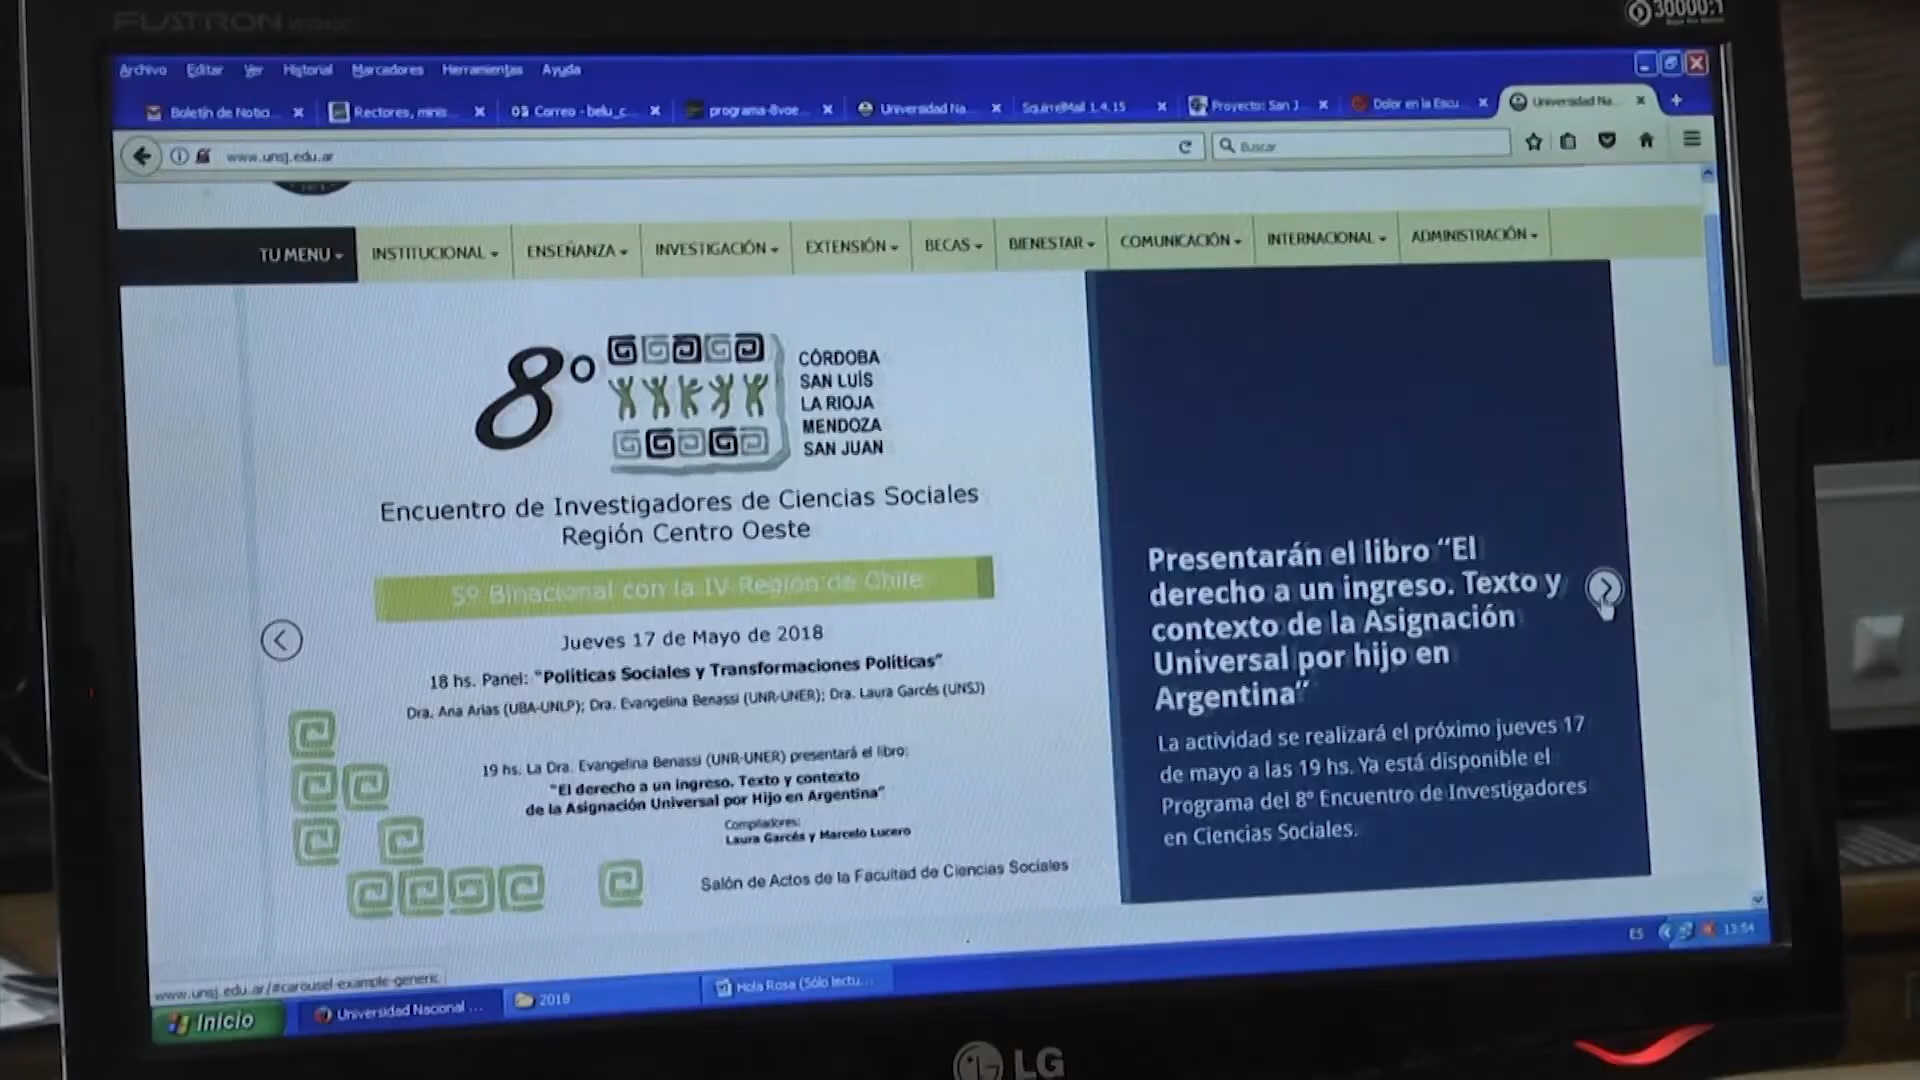 FLATRON
30000:1
Archivo Editar Ver Historial Marcadores Herramientas Ayuda
Boletín de Notici... Rectores, minis... Correo - belu_c... programa-8voe... Universidad Na... SquirrelMail 1.4.15 Proyecto: San J... Dolor en la Escu... Universidad Na...
www.unsj.edu.ar
Buscar
TU MENU INSTITUCIONAL ENSEÑANZA INVESTIGACIÓN EXTENSIÓN BECAS BIENESTAR COMUNICACIÓN INTERNACIONAL ADMINISTRACIÓN
8º
CÓRDOBA
SAN LUÍS
LA RIOJA
MENDOZA
SAN JUAN
Encuentro de Investigadores de Ciencias Sociales
Región Centro Oeste
5º Binacional con la IV Región de Chile
Jueves 17 de Mayo de 2018
18 hs. Panel: "Políticas Sociales y Transformaciones Políticas"
Dra. Ana Arias (UBA-UNLP); Dra. Evangelina Benassi (UNR-UNER); Dra. Laura Garcés (UNSJ)
19 hs. La Dra. Evangelina Benassi (UNR-UNER) presentará el libro:
"El derecho a un ingreso. Texto y contexto
de la Asignación Universal por Hijo en Argentina"
Compiladores:
Laura Garcés y Marcelo Lucero
Salón de Actos de la Facultad de Ciencias Sociales
Presentarán el libro “El
derecho a un ingreso. Texto y
contexto de la Asignación
Universal por hijo en
Argentina”
La actividad se realizará el próximo jueves 17
de mayo a las 19 hs. Ya está disponible el
Programa del 8º Encuentro de Investigadores
en Ciencias Sociales.
www.unsj.edu.ar/#carousel-example-generic
Inicio Universidad Nacional ... 2018 Hola Rosa (Sólo lectu... ES 13:54
LG